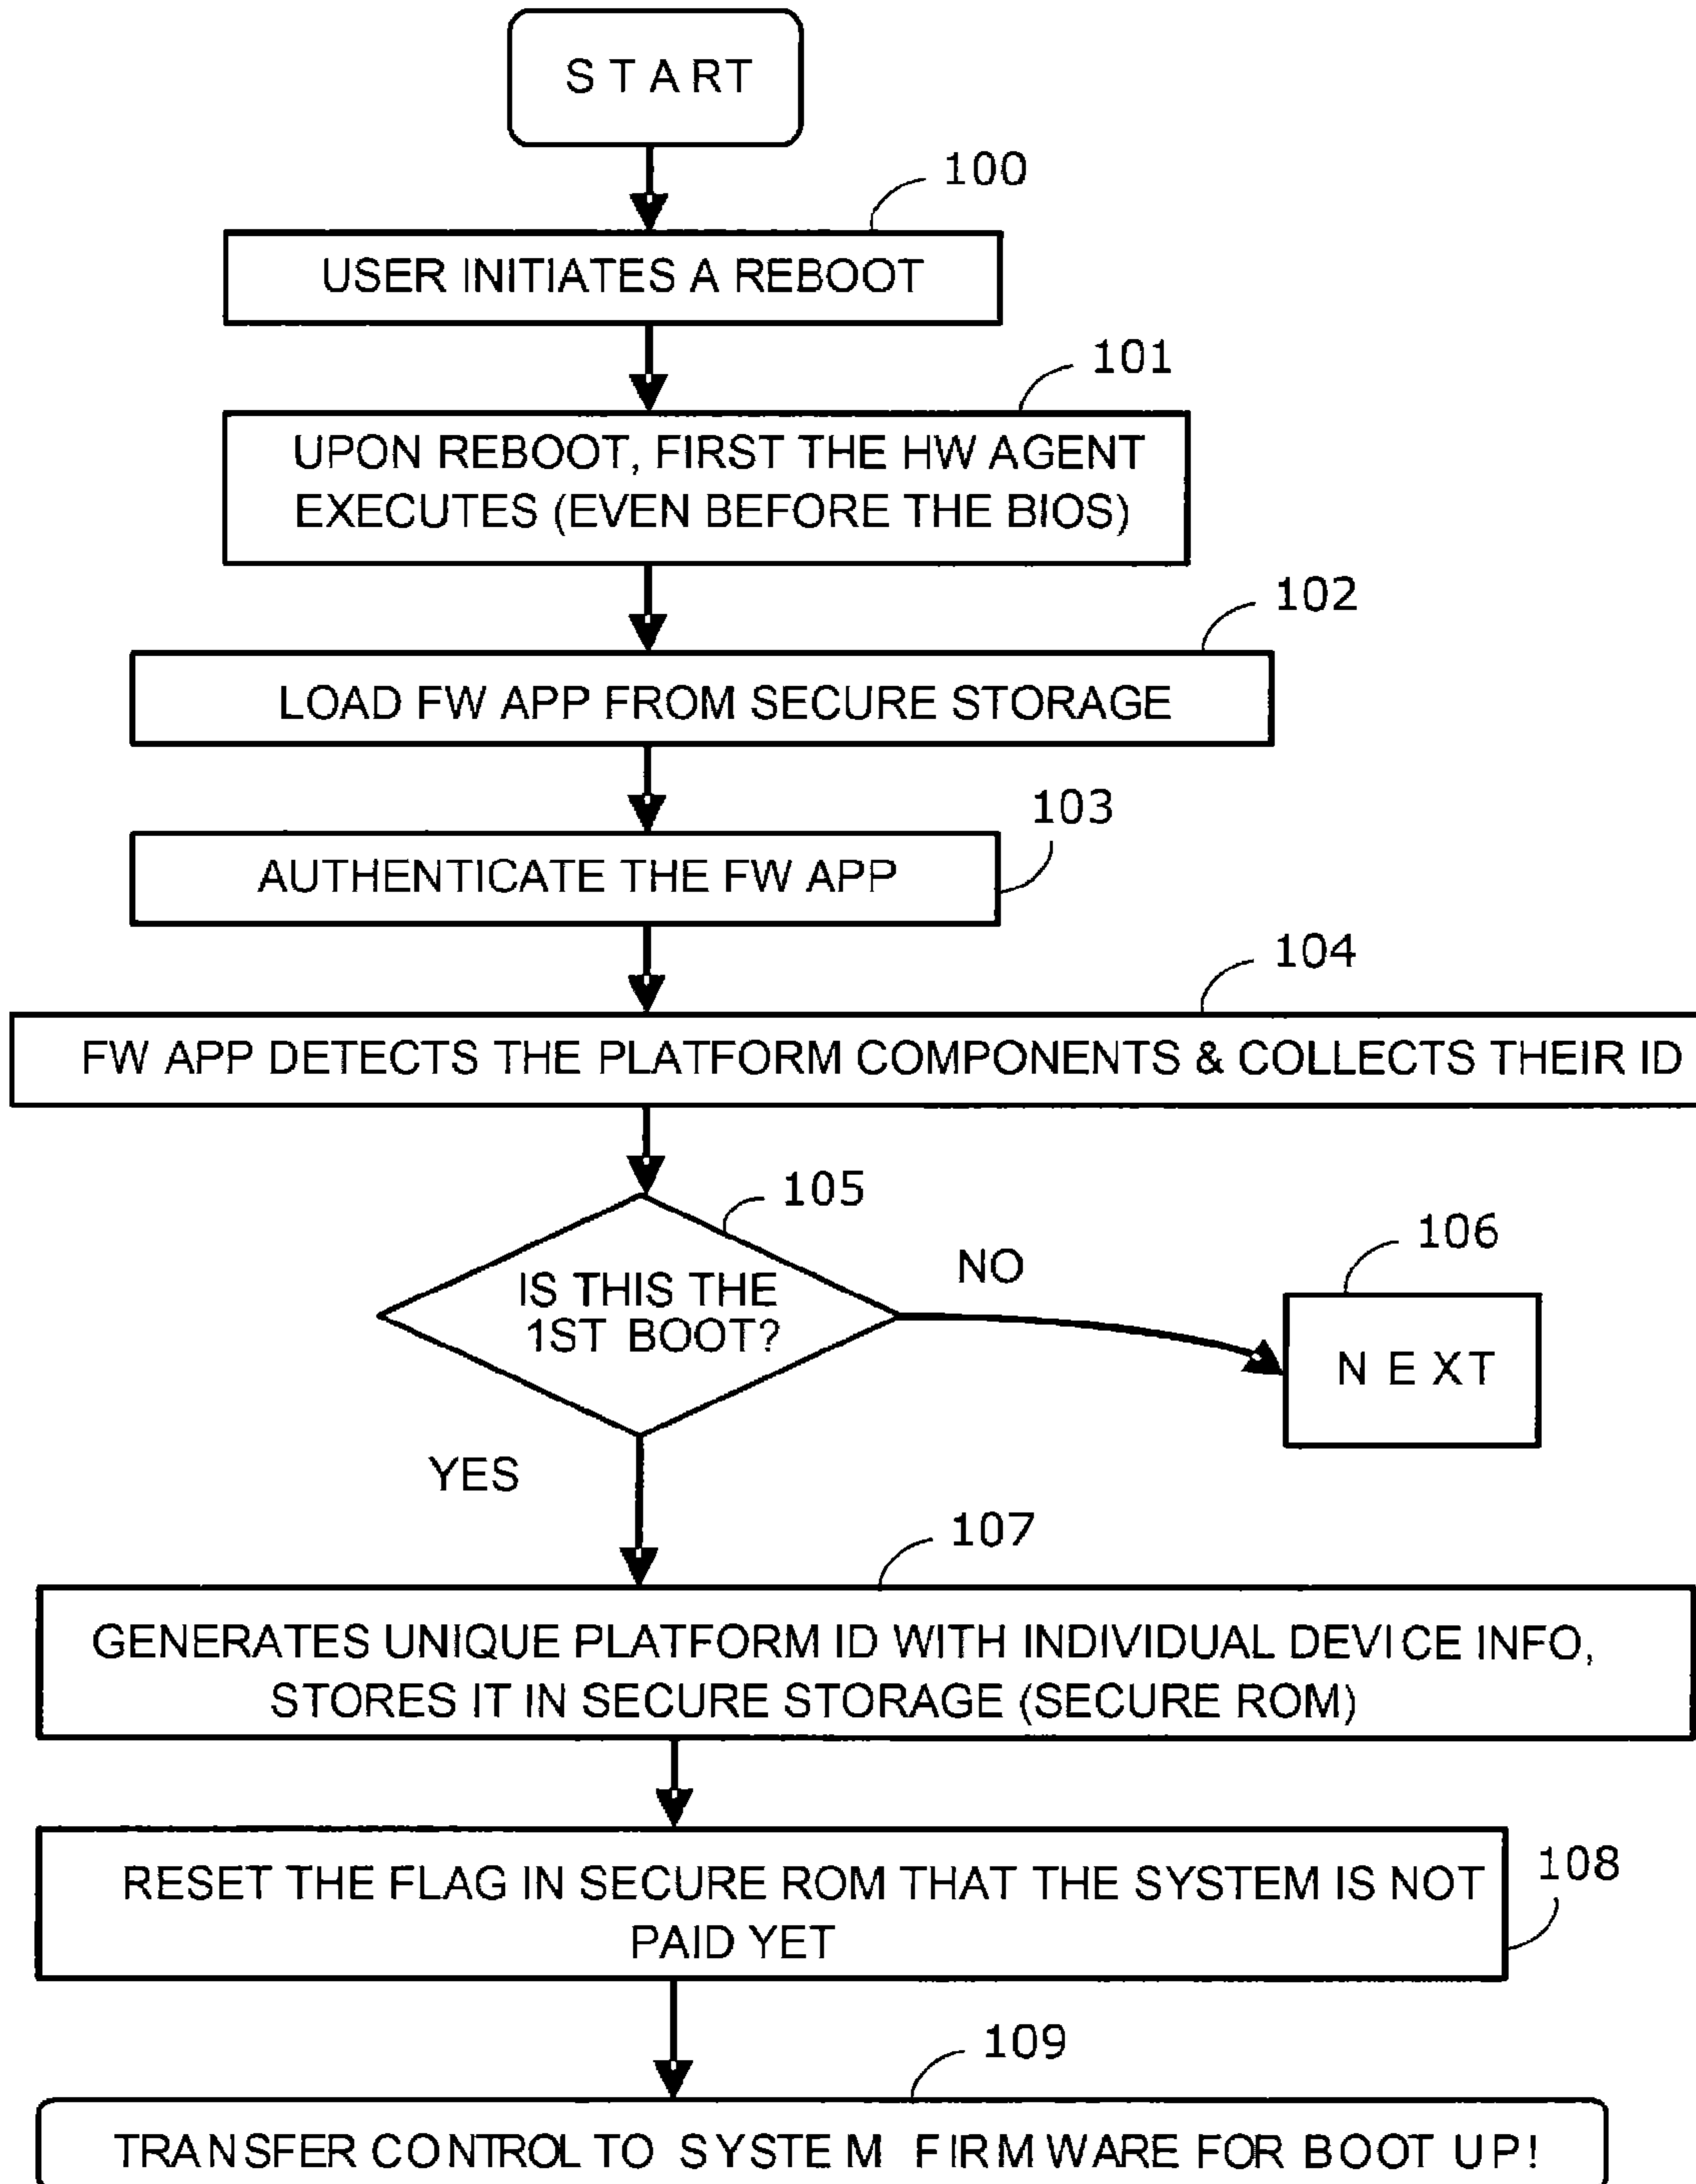 START
100
USER INITIATES A REBOOT
101
UPON REBOOT, FIRST THE HW AGENT
EXECUTES (EVEN BEFORE THE BIOS)
102
LOAD FW APP FROM SECURE STORAGE
103
AUTHENTICATE THE FW APP
104
FW APP DETECTS THE PLATFORM COMPONENTS & COLLECTS THEIR ID
105
IS THIS THE
1ST BOOT?
NO
106
NEXT
YES
107
GENERATES UNIQUE PLATFORM ID WITH INDIVIDUAL DEVICE INFO,
STORES IT IN SECURE STORAGE (SECURE ROM)
108
RESET THE FLAG IN SECURE ROM THAT THE SYSTEM IS NOT
PAID YET
109
TRANSFER CONTROL TO SYSTEM FIRMWARE FOR BOOT UP!